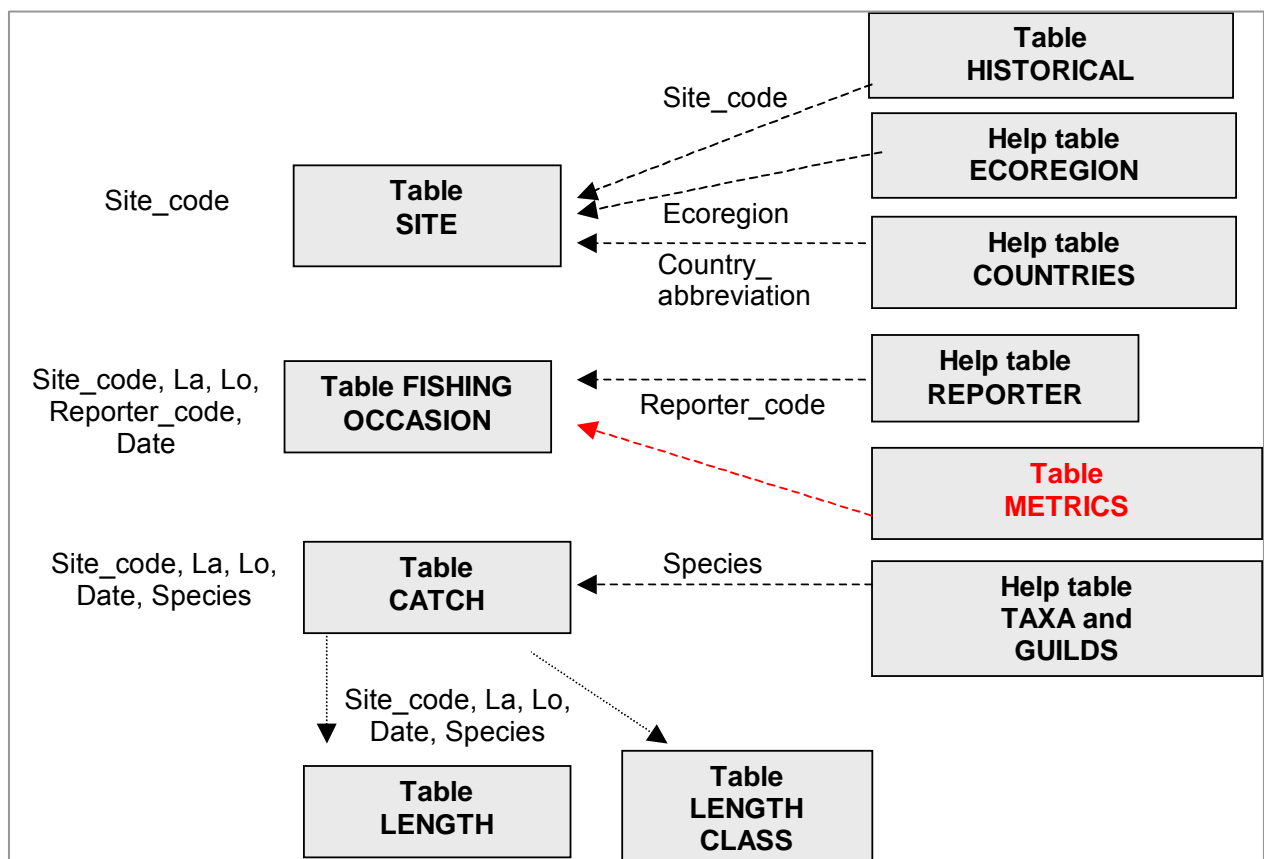 Table
HISTORICAL
Site_code
Help table
ECOREGION
Site_code
Table
SITE
Ecoregion
Help table
COUNTRIES
Country_
abbreviation
Site_code, La, Lo,
Reporter_code,
Date
Table FISHING
OCCASION
Reporter_code
Help table
REPORTER
Table
METRICS
Site_code, La, Lo,
Date, Species
Table
CATCH
Species
Help table
TAXA and
GUILDS
Site_code, La, Lo,
Date, Species
Table
LENGTH
Table
LENGTH
CLASS